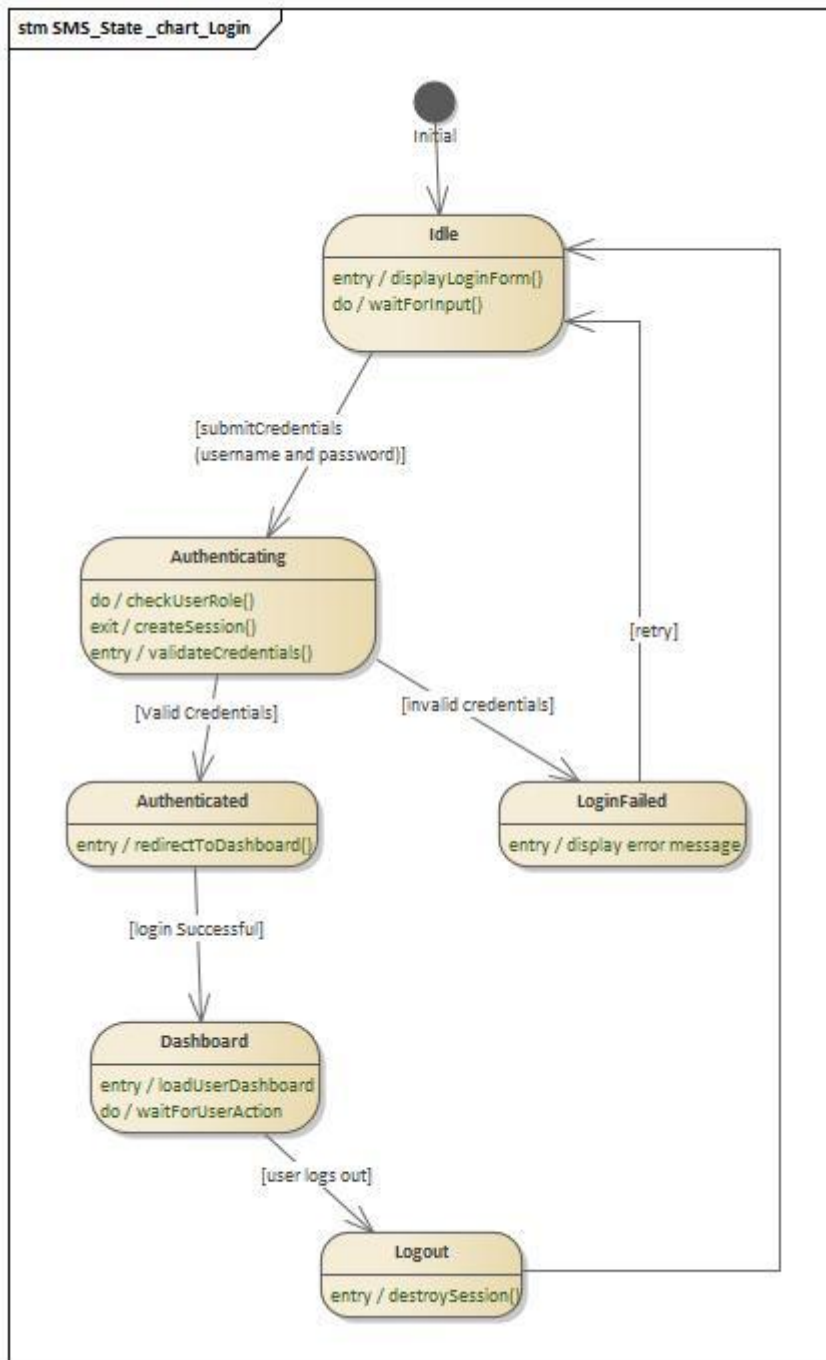 stm SMS_State _chart_Login
Initial
Idle
entry / displayLoginForm()
do / waitForInput()
[submitCredentials
(username and password)]
Authenticating
do / checkUserRole()
exit / createSession()
entry / validateCredentials()
[retry]
[Valid Credentials]
[invalid credentials]
Authenticated
entry / redirectToDashboard()
LoginFailed
entry / display error message
[login Successful]
Dashboard
entry / loadUserDashboard
do / waitForUserAction
[user logs out]
Logout
entry / destroySession()